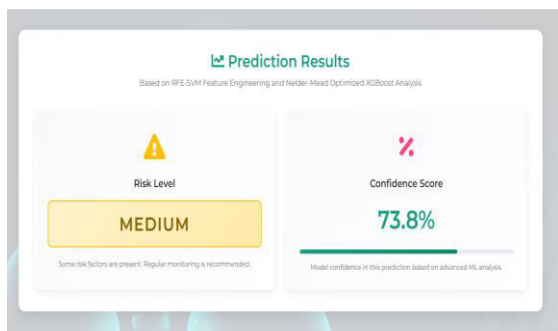 Prediction Results
Based on RFE-SVM Feature Engineering and Nelder-Mead Optimized XGBoost Analysis
Risk Level
MEDIUM
Some risk factors are present. Regular monitoring is recommended.
Confidence Score
73.8%
Model confidence in this prediction based on advanced ML analysis.